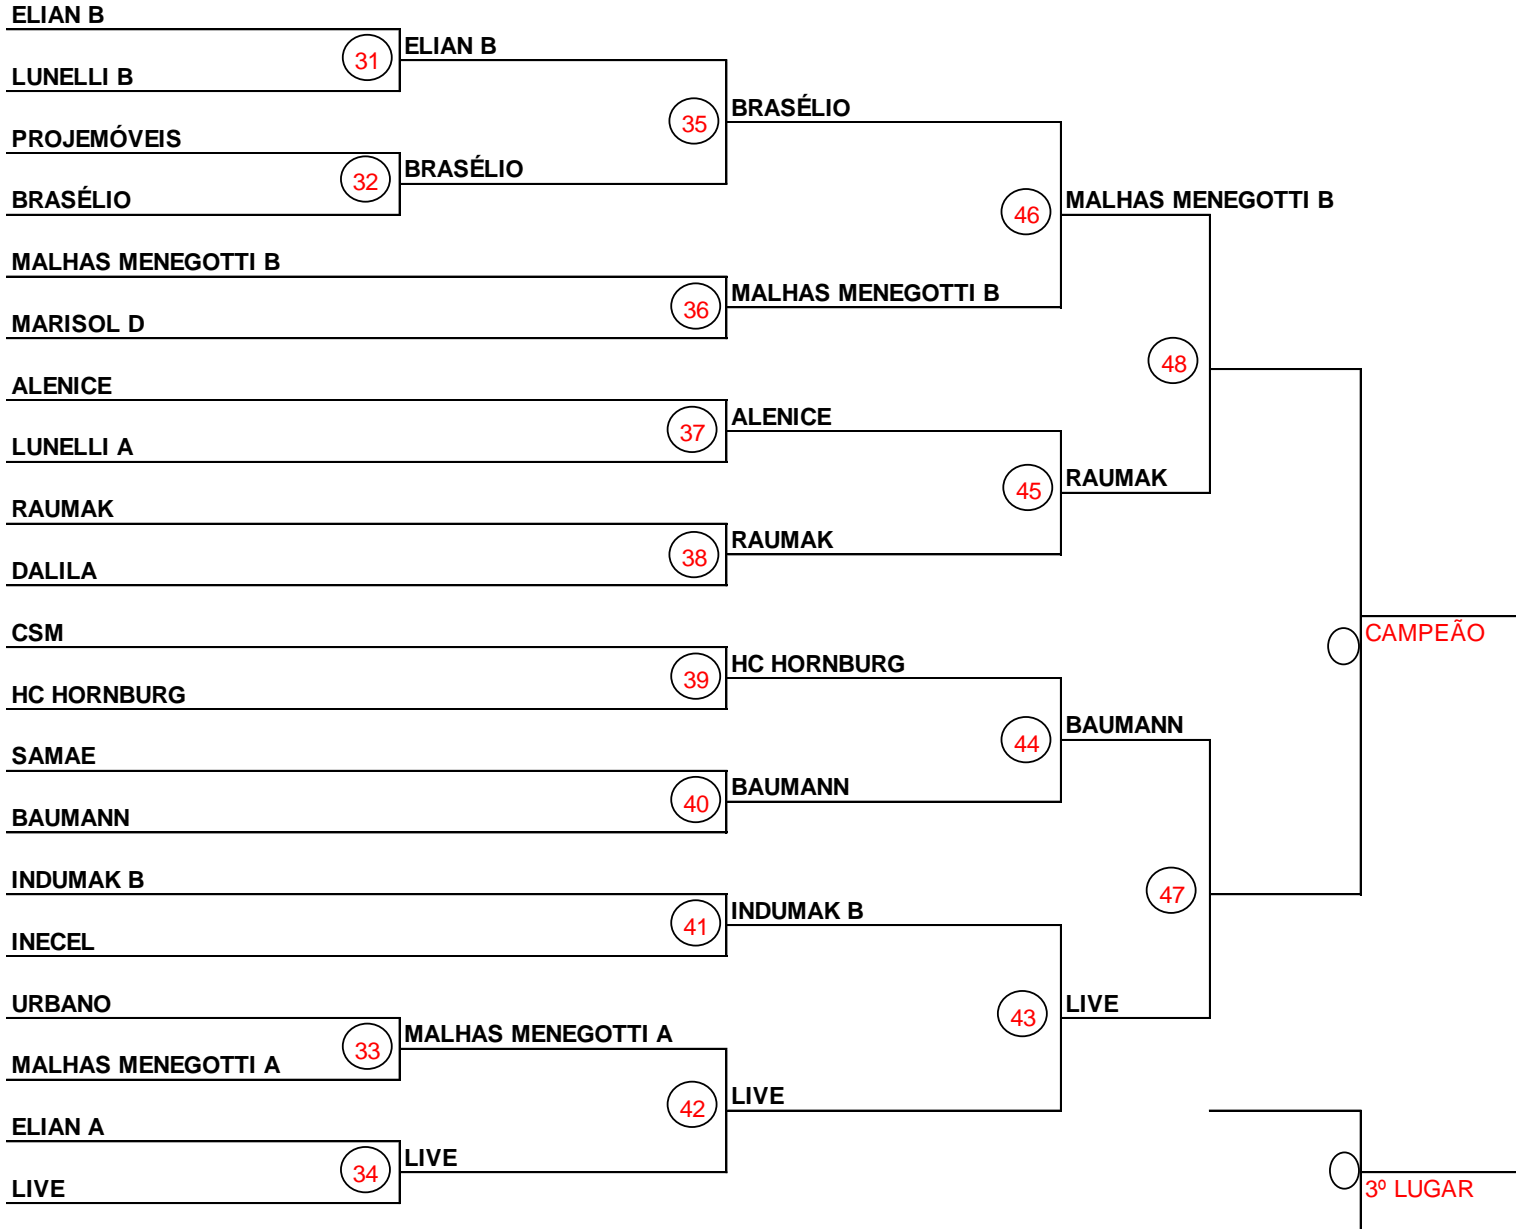 ELIAN B
31
ELIAN B
LUNELLI B
35
BRASÉLIO
PROJEMÓVEIS
32
BRASÉLIO
BRASÉLIO
46
MALHAS MENEGOTTI B
MALHAS MENEGOTTI B
36
MALHAS MENEGOTTI B
MARISOL D
48
ALENICE
37
ALENICE
LUNELLI A
45
RAUMAK
RAUMAK
38
RAUMAK
DALILA
CSM
CAMPEÃO
39
HC HORNBURG
HC HORNBURG
44
BAUMANN
SAMAE
40
BAUMANN
BAUMANN
47
INDUMAK B
41
INDUMAK B
INECEL
43
LIVE
URBANO
33
MALHAS MENEGOTTI A
MALHAS MENEGOTTI A
42
LIVE
ELIAN A
34
LIVE
LIVE
3º LUGAR